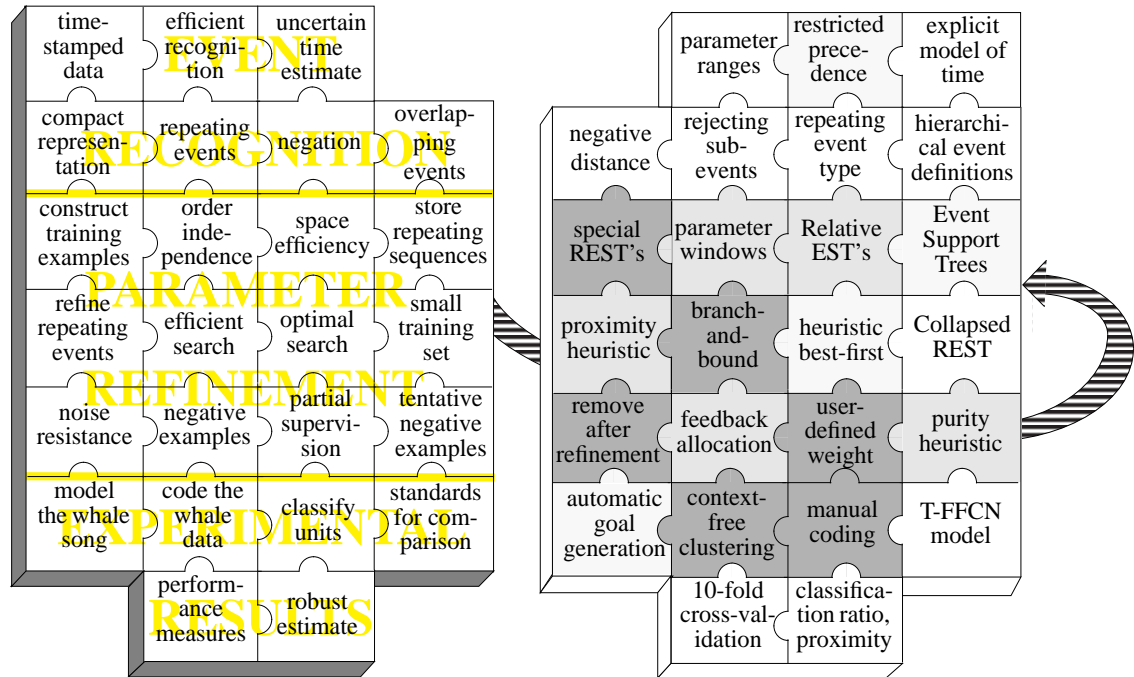 time-
stamped
data
efficient
recogni-
tion
uncertain
time
estimate
EVENT
compact
represen-
tation
repeating
events
negation
overlap-
ping
events
RECOGNITION
construct
training
examples
order
inde-
pendence
space
efficiency
store
repeating
sequences
PARAMETER
refine
repeating
events
efficient
search
optimal
search
small
training
set
REFINEMENT
noise
resistance
negative
examples
partial
supervi-
sion
tentative
negative
examples
model
the whale
song
code the
whale
data
classify
units
standards
for com-
parison
EXPERIMENTAL
perform-
ance
measures
robust
estimate
RESULTS
parameter
ranges
restricted
prece-
dence
explicit
model of
time
negative
distance
rejecting
sub-
events
repeating
event
type
hierarchi-
cal event
definitions
special
REST's
parameter
windows
Relative
EST's
Event
Support
Trees
proximity
heuristic
branch-
and-
bound
heuristic
best-first
Collapsed
REST
remove
after
refinement
feedback
allocation
user-
defined
weight
purity
heuristic
automatic
goal
generation
context-
free
clustering
manual
coding
T-FFCN
model
10-fold
cross-val-
idation
classifica-
tion ratio,
proximity